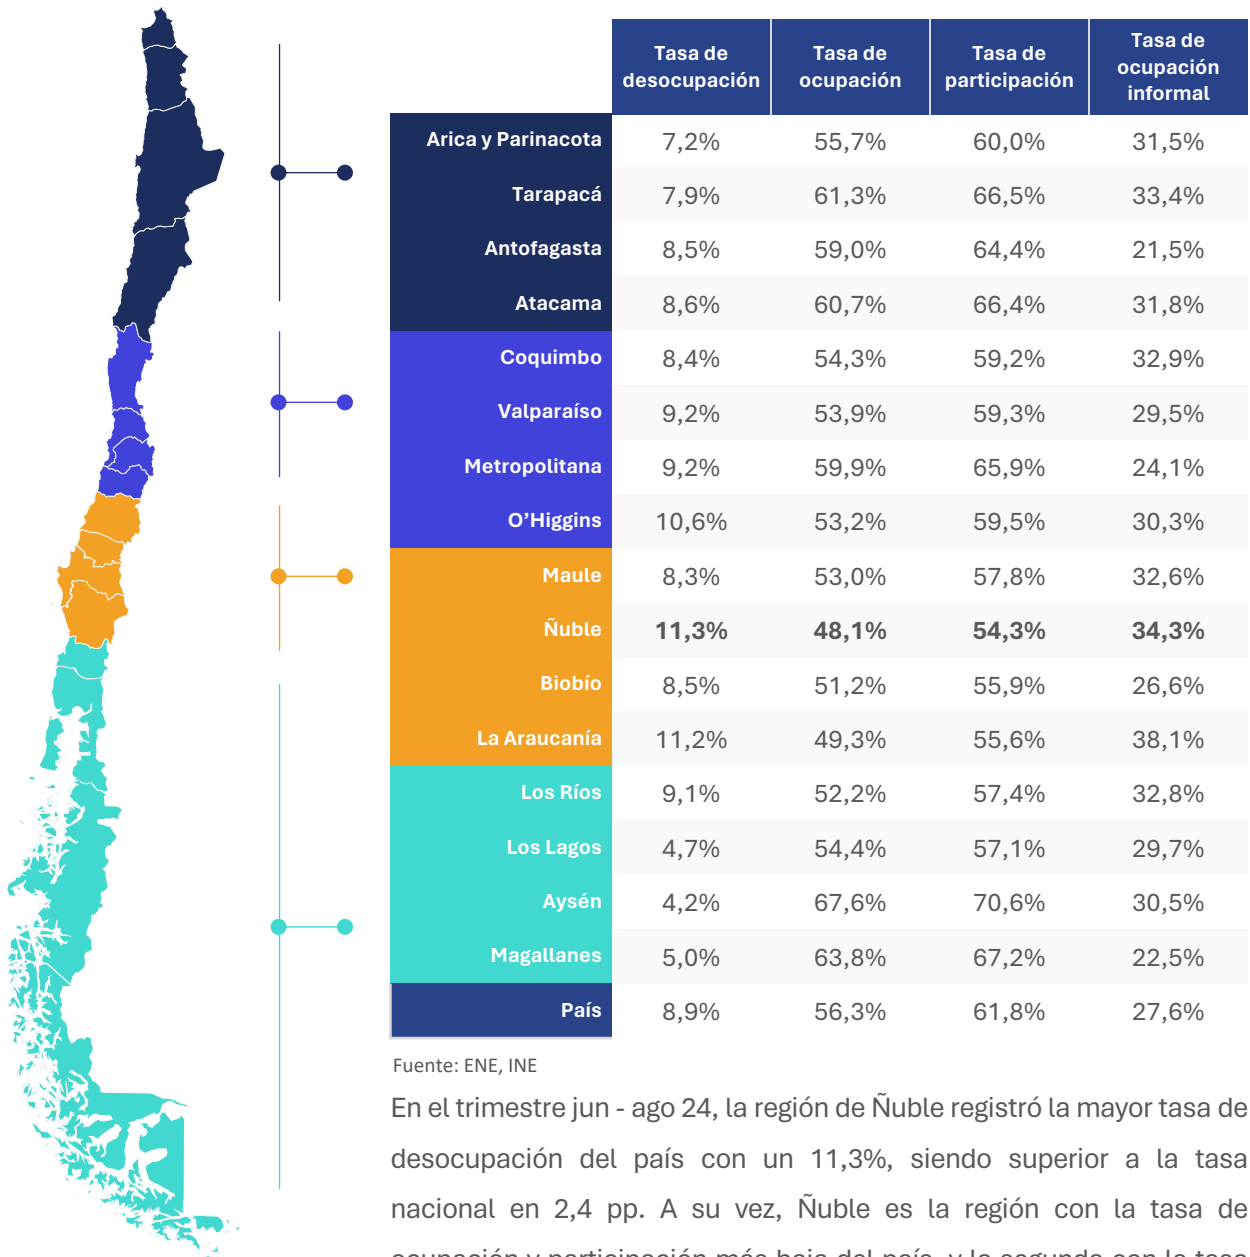 Tasa de desocupación Tasa de ocupación Tasa de participación Tasa de ocupación informal
Arica y Parinacota 7,2% 55,7% 60,0% 31,5%
Tarapacá 7,9% 61,3% 66,5% 33,4%
Antofagasta 8,5% 59,0% 64,4% 21,5%
Atacama 8,6% 60,7% 66,4% 31,8%
Coquimbo 8,4% 54,3% 59,2% 32,9%
Valparaíso 9,2% 53,9% 59,3% 29,5%
Metropolitana 9,2% 59,9% 65,9% 24,1%
O’Higgins 10,6% 53,2% 59,5% 30,3%
Maule 8,3% 53,0% 57,8% 32,6%
Ñuble 11,3% 48,1% 54,3% 34,3%
Biobío 8,5% 51,2% 55,9% 26,6%
La Araucanía 11,2% 49,3% 55,6% 38,1%
Los Ríos 9,1% 52,2% 57,4% 32,8%
Los Lagos 4,7% 54,4% 57,1% 29,7%
Aysén 4,2% 67,6% 70,6% 30,5%
Magallanes 5,0% 63,8% 67,2% 22,5%
País 8,9% 56,3% 61,8% 27,6%
Fuente: ENE, INE
En el trimestre jun - ago 24, la región de Ñuble registró la mayor tasa de
desocupación del país con un 11,3%, siendo superior a la tasa
nacional en 2,4 pp. A su vez, Ñuble es la región con la tasa de
ocupación y participación más baja del país, y la segunda con la tasa